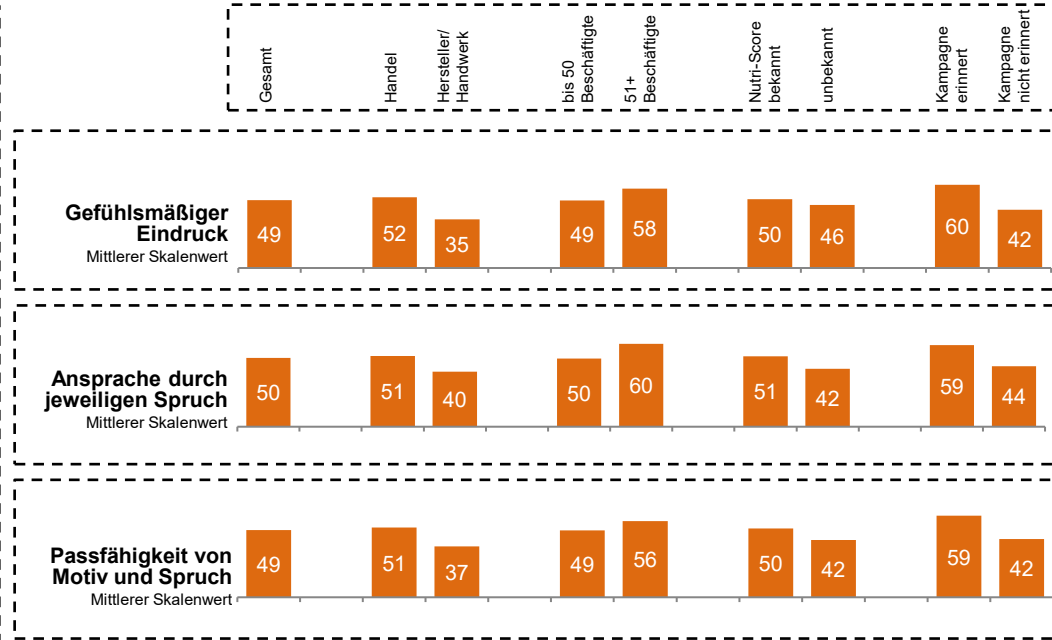 Gesamt
Handel
Hersteller/
Handwerk
bis 50
Beschäftigte
51+
Beschäftigte
Nutri-Score
bekannt
unbekannt
Kampagne
erinnert
Kampagne
nicht erinnert
Gefühlsmäßiger
Eindruck
Mittlerer Skalenwert
49
52
35
49
58
50
46
60
42
Ansprache durch
jeweiligen Spruch
Mittlerer Skalenwert
50
51
40
50
60
51
42
59
44
Passfähigkeit von
Motiv und Spruch
Mittlerer Skalenwert
49
51
37
49
56
50
42
59
42